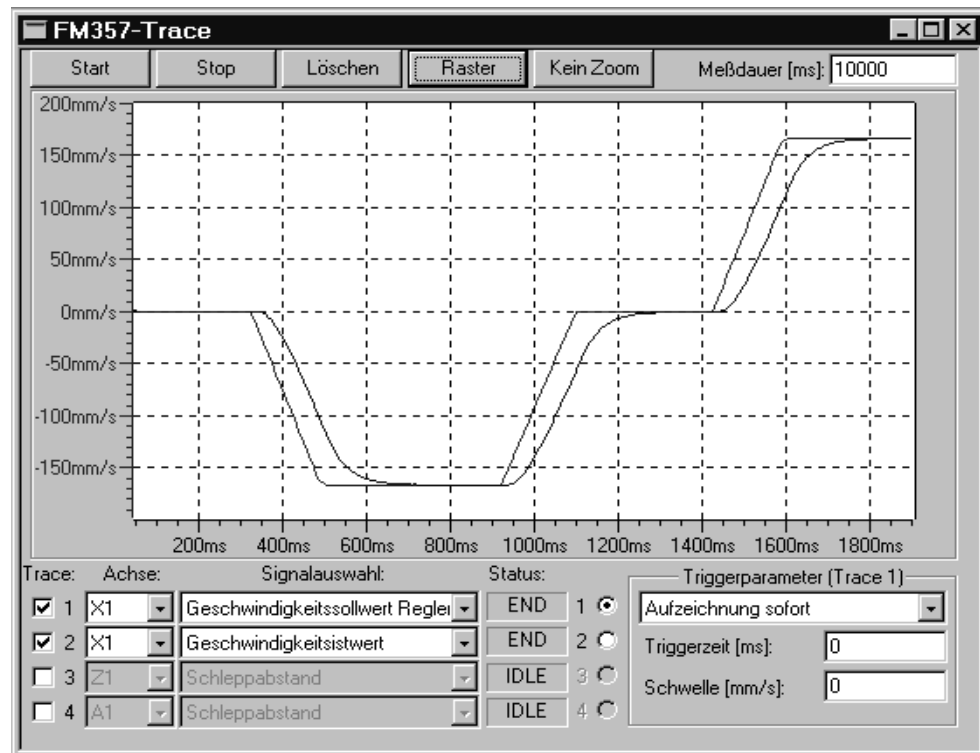 FM357-Trace
Start Stop Löschen Raster Kein Zoom Meßdauer [ms]: 10000
200mm/s
150mm/s
100mm/s
50mm/s
0mm/s
-50mm/s
-100mm/s
-150mm/s
200ms 400ms 600ms 800ms 1000ms 1200ms 1400ms 1600ms 1800ms
Trace: Achse: Signalauswahl: Status: Triggerparameter (Trace 1)
1 X1 Geschwindigkeitssollwert Regler END 1 Aufzeichnung sofort
2 X1 Geschwindigkeitsistwert END 2 Triggerzeit [ms]: 0
3 Z1 Schleppabstand IDLE 3 Schwelle [mm/s]: 0
4 A1 Schleppabstand IDLE 4